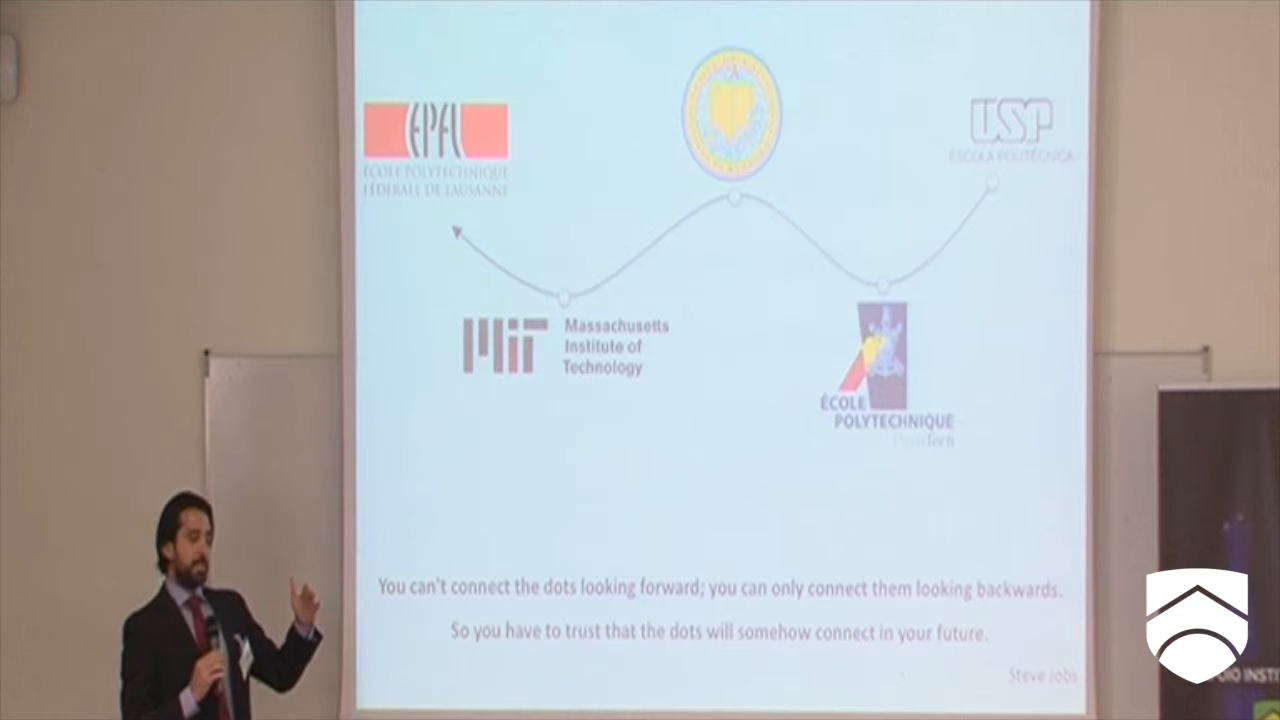 EPFL
ÉCOLE POLYTECHNIQUE
FÉDÉRALE DE LAUSANNE
USP
ESCOLA POLITÉCNICA
Massachusetts
Institute of
Technology
ÉCOLE
POLYTECHNIQUE
ParisTech
You can't connect the dots looking forward; you can only connect them looking backwards.
So you have to trust that the dots will somehow connect in your future.
Steve Jobs